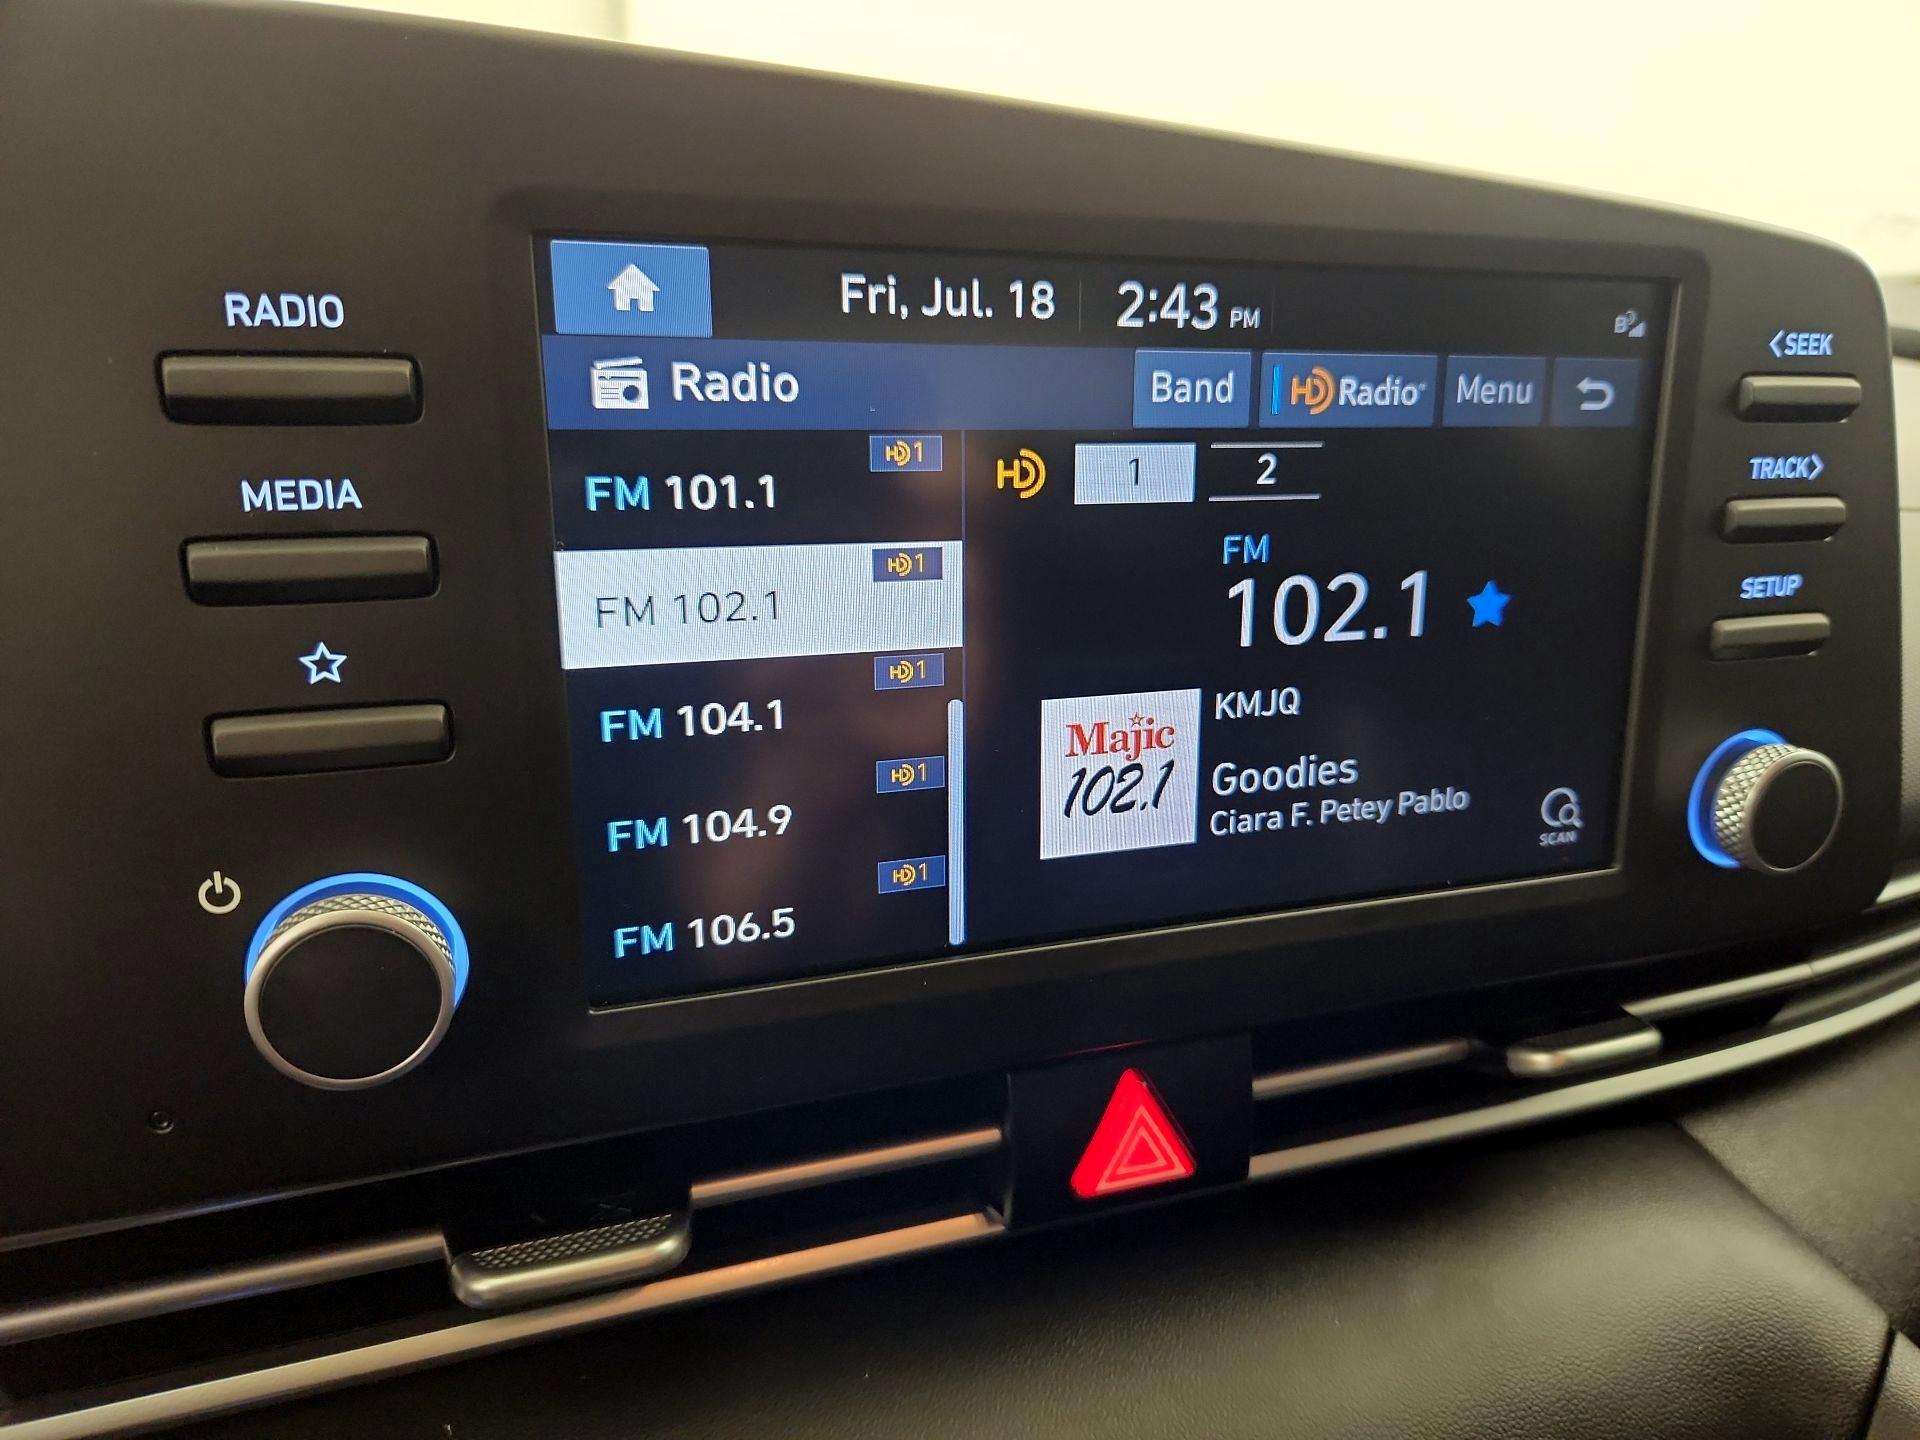 RADIO
MEDIA
Fri, Jul. 18
2:43 PM
Radio
Band
HD Radio
Menu
HD1
FM 101.1
HD1
FM 102.1
HD1
FM 104.1
HD1
FM 104.9
HD1
FM 106.5
HD 1 2
FM
102.1
Majic
102.1
KMJQ
Goodies
Ciara F. Petey Pablo
SCAN
<SEEK
TRACK>
SETUP